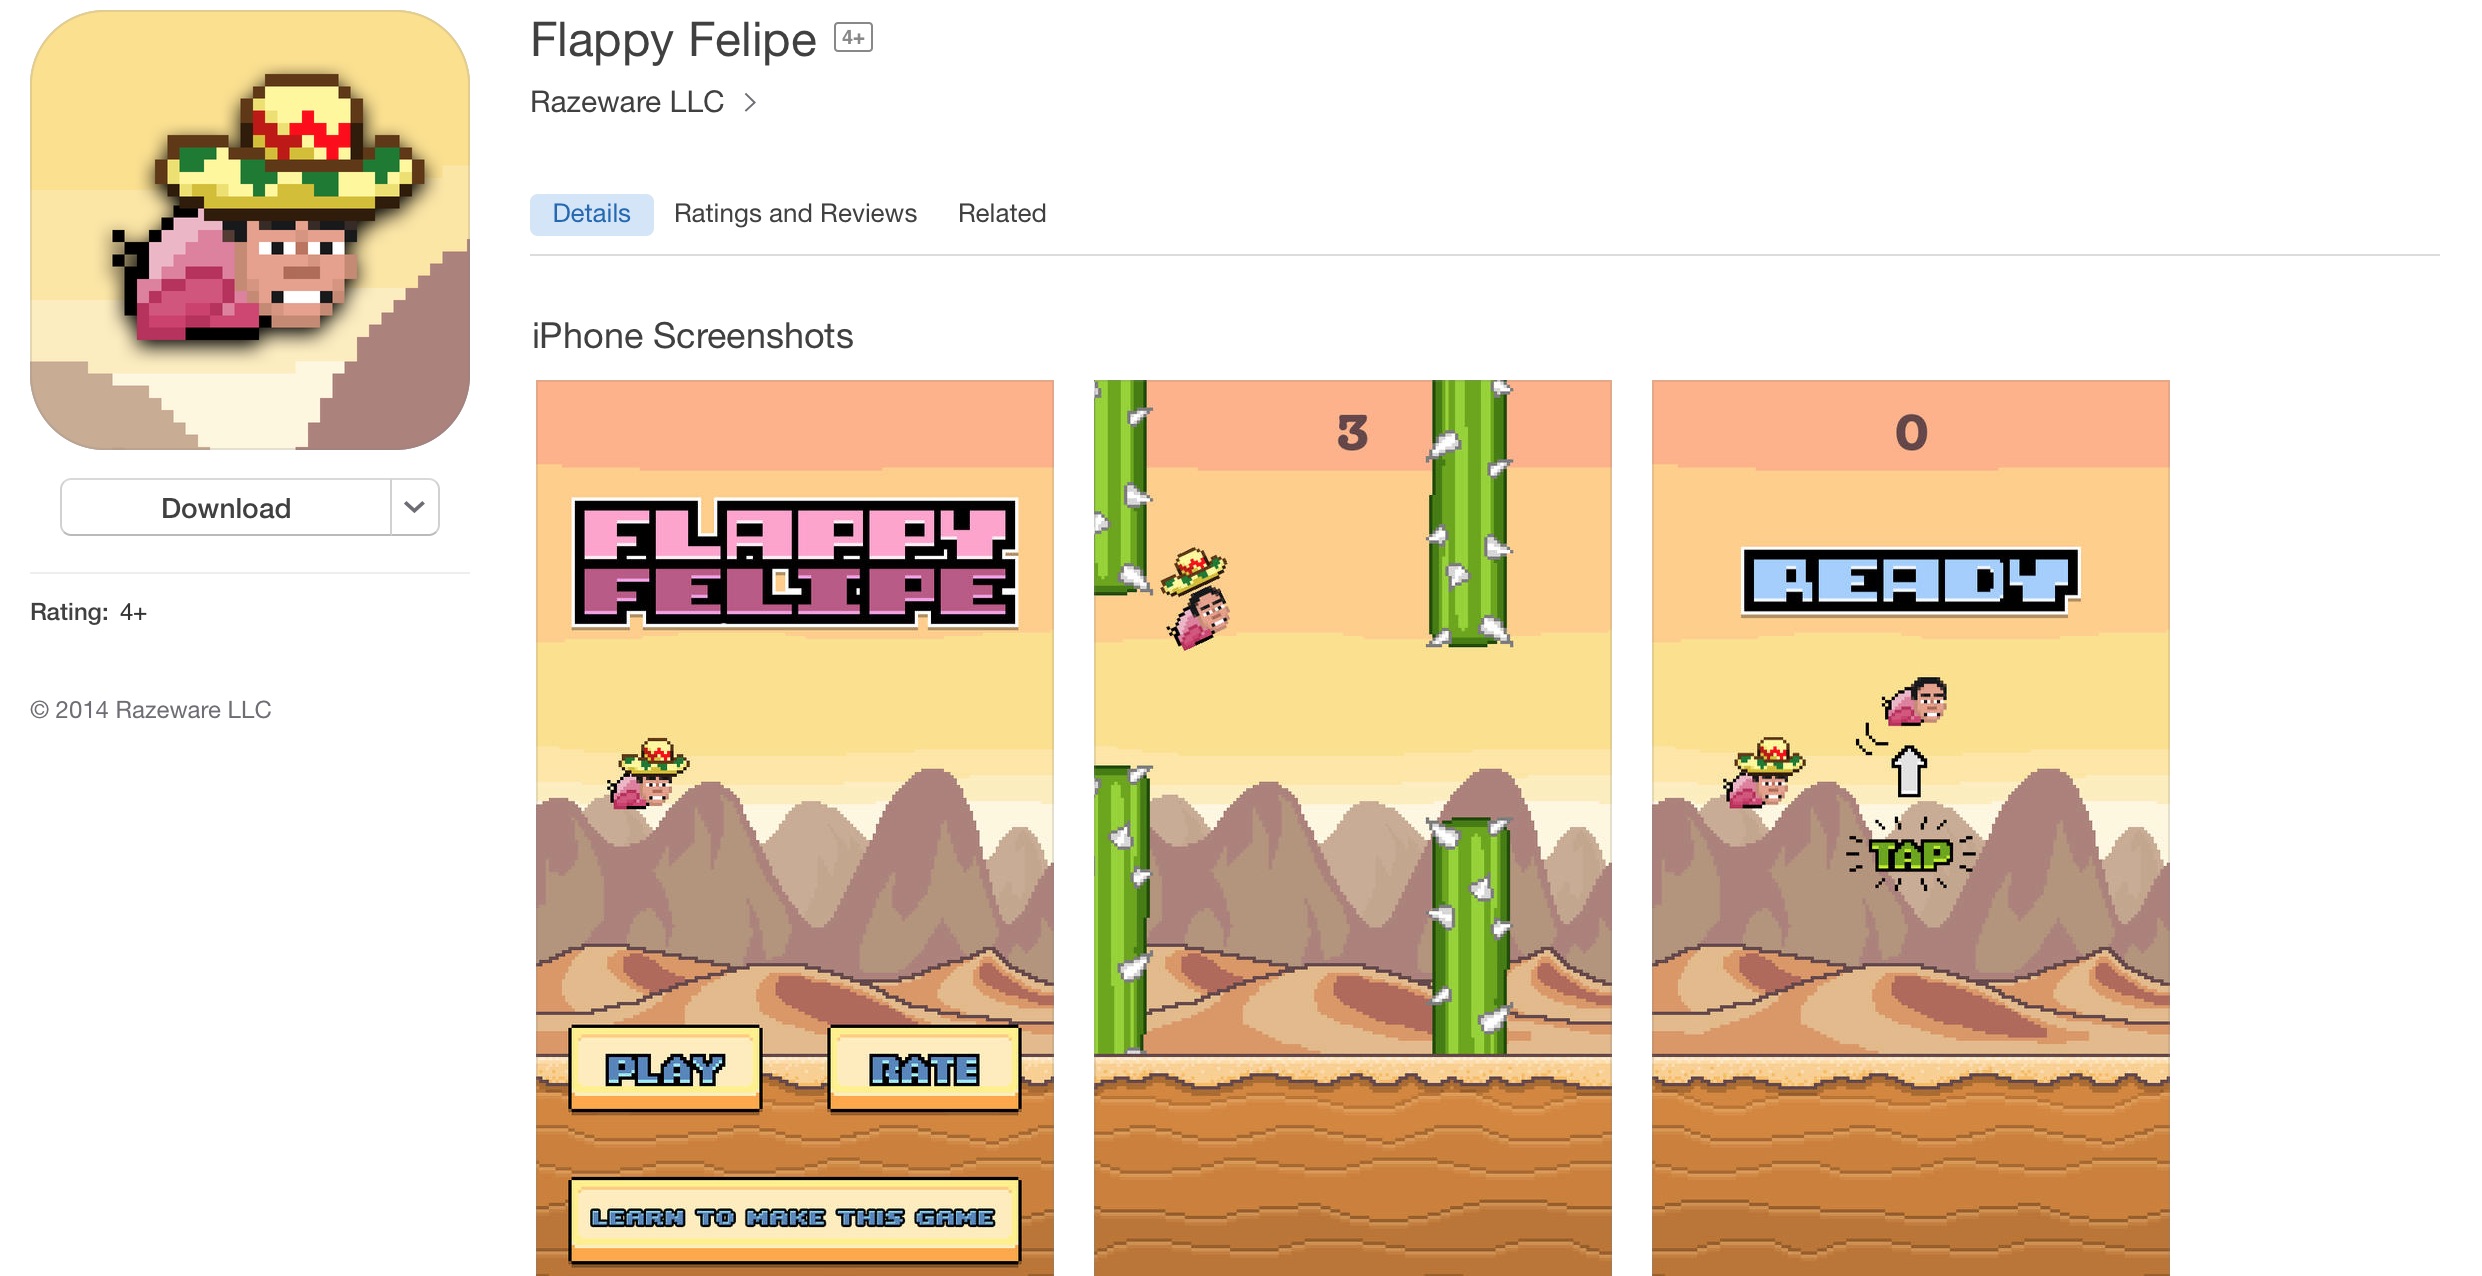 Flappy Felipe 4+
Razeware LLC
Details Ratings and Reviews Related
iPhone Screenshots
Download
Rating: 4+
© 2014 Razeware LLC
FLAPPY
FELIPE
PLAY RATE
LEARN TO MAKE THIS GAME
3
0
READY
TAP